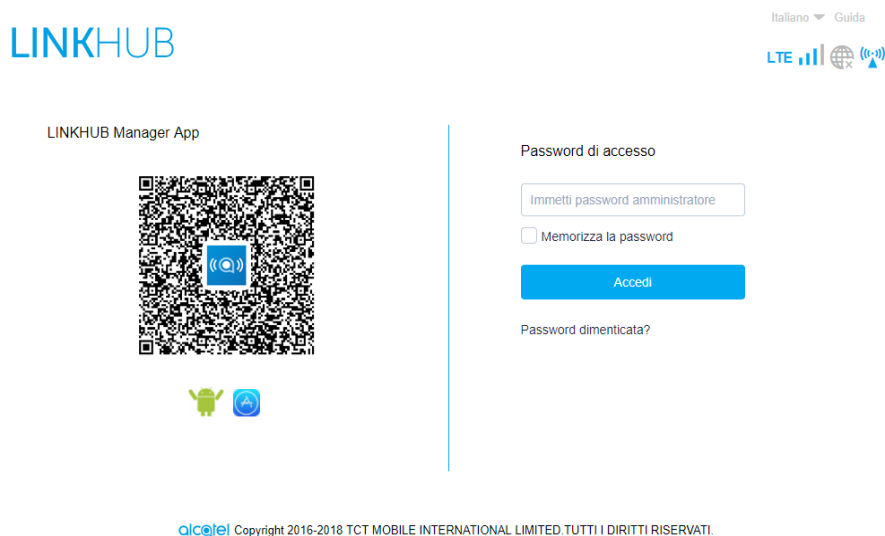 Italiano Guida
LINKHUB
LTE
LINKHUB Manager App
Password di accesso
Immetti password amministratore
Memorizza la password
Accedi
Password dimenticata?
alcatel Copyright 2016-2018 TCT MOBILE INTERNATIONAL LIMITED.TUTTI I DIRITTI RISERVATI.